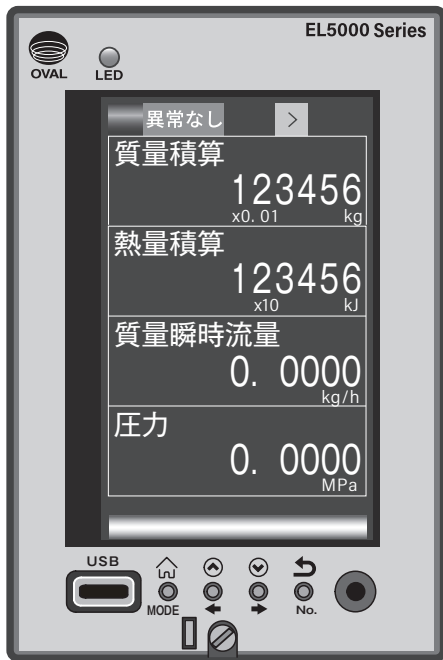 EL5000 Series
OVAL
LED
異常なし >
質量積算
123456
x0.01 kg
熱量積算
123456
x10 kJ
質量瞬時流量
0. 0000
kg/h
圧力
0. 0000
MPa
USB
MODE No.